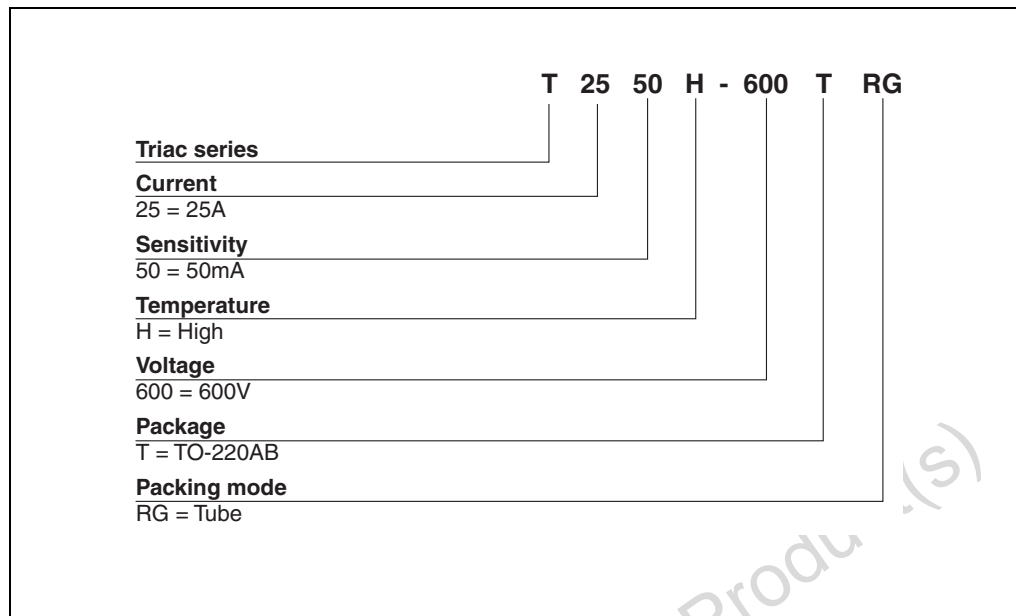 T 25 50 H - 600 T RG
Triac series
Current
25 = 25A
Sensitivity
50 = 50mA
Temperature
H = High
Voltage
600 = 600V
Package
T = TO-220AB
Packing mode
RG = Tube